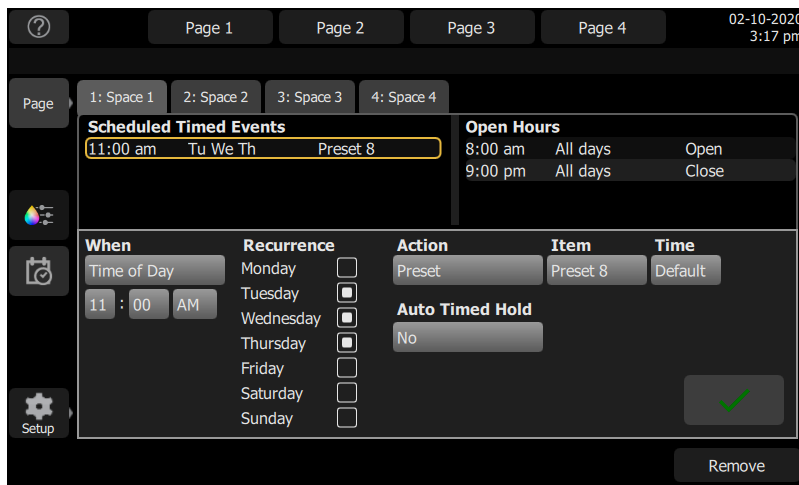 Page 1 Page 2 Page 3 Page 4 02-10-2020
3:17 pm
Page 1: Space 1 2: Space 2 3: Space 3 4: Space 4
Scheduled Timed Events Open Hours
11:00 am Tu We Th Preset 8 8:00 am All days Open
9:00 pm All days Close
When Recurrence Action Item Time
Time of Day Monday Preset Preset 8 Default
Tuesday
11 : 00 AM Wednesday Auto Timed Hold
Thursday No
Friday
Saturday
Setup Sunday
Remove